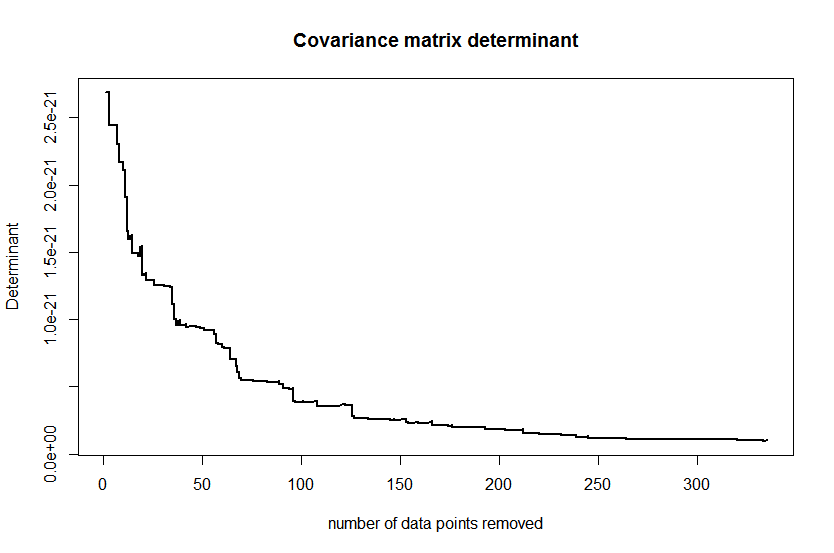 Covariance matrix determinant
Determinant
2.5e-21
2.0e-21
1.5e-21
1.0e-21
0.0e+00
0 50 100 150 200 250 300
number of data points removed